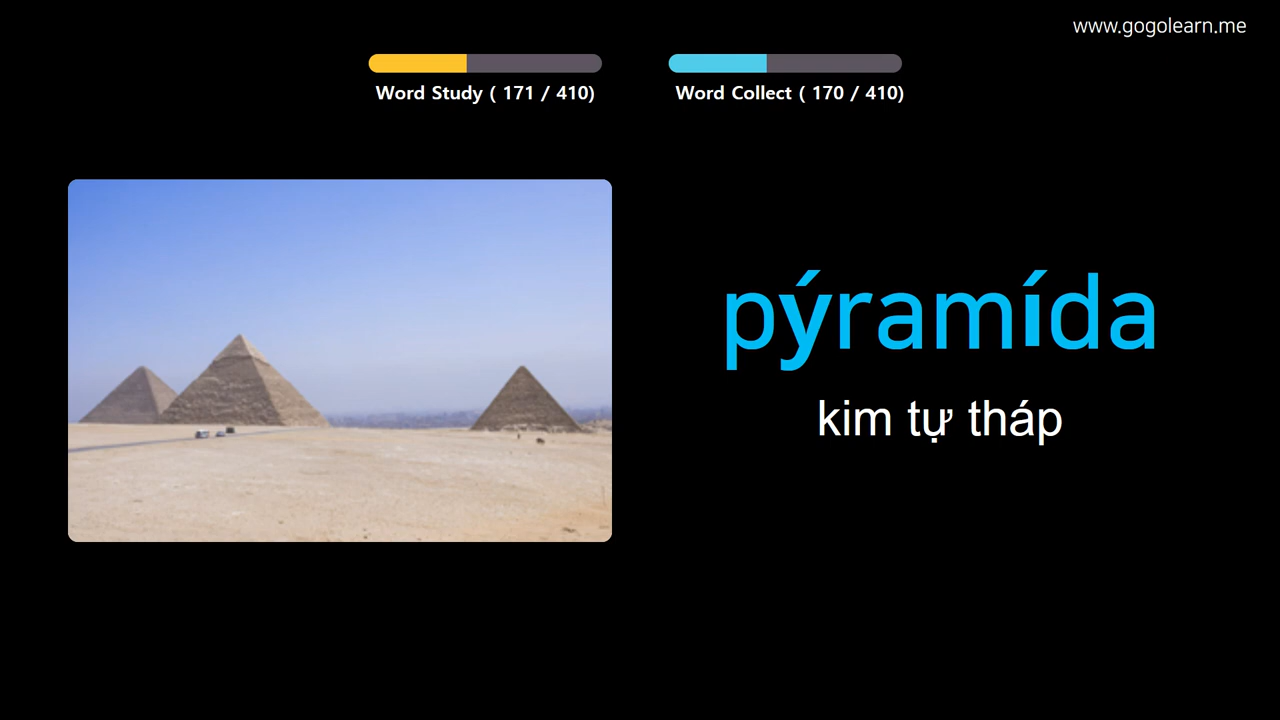 www.gogolearn.me
Word Study ( 171 / 410)
Word Collect ( 170 / 410)
pýramída
kim tự tháp